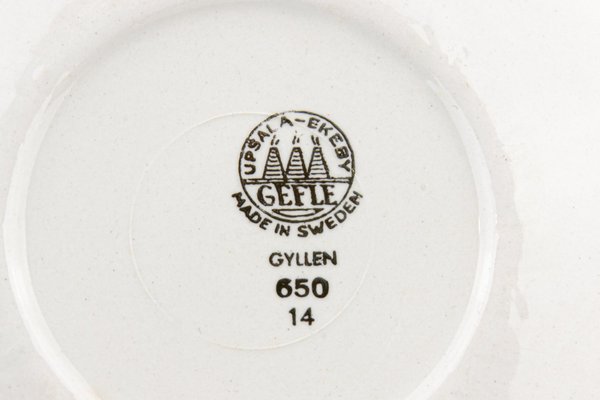 UPSALA-EKEBY
GEFLE
MADE IN SWEDEN
GYLLEN
650
14